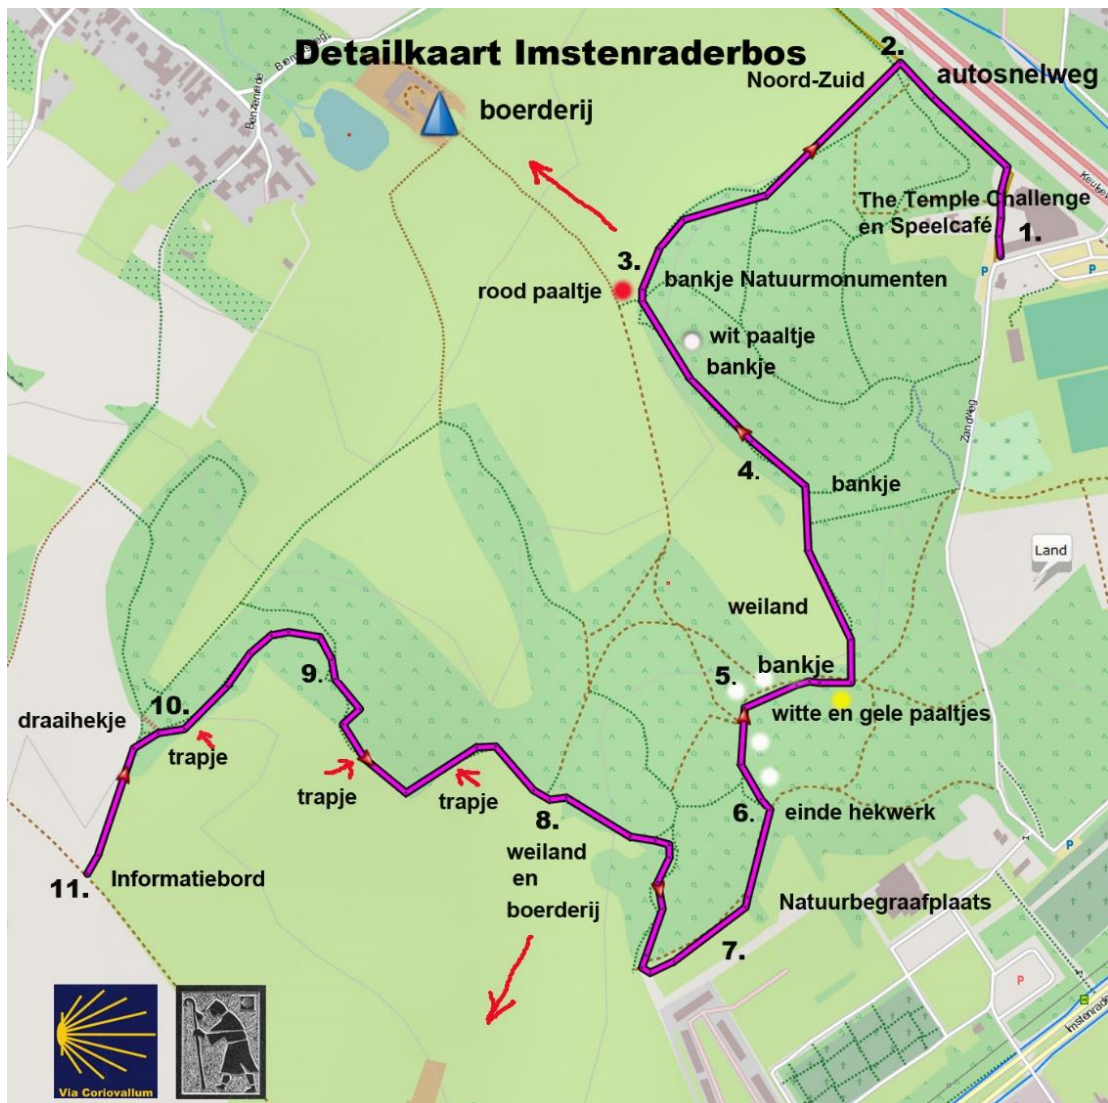 Detailkaart Imstenraderbos
2.
Noord-Zuid
autosnelweg
boerderij
Benzenrade
The Temple Challenge
en Speelcafé
1.
P
P
3.
bankje Natuurmonumenten
rood paaltje
wit paaltje
bankje
Zandweg
4.
bankje
Land
weiland
5.
bankje
witte en gele paaltjes
9.
10.
draaihekje
trapje
trapje
trapje
8.
6.
einde hekwerk
P
weiland
en
boerderij
Informatiebord
11.
Natuurbegraafplaats
7.
P
H
Imstenrade
Via Coriovallum